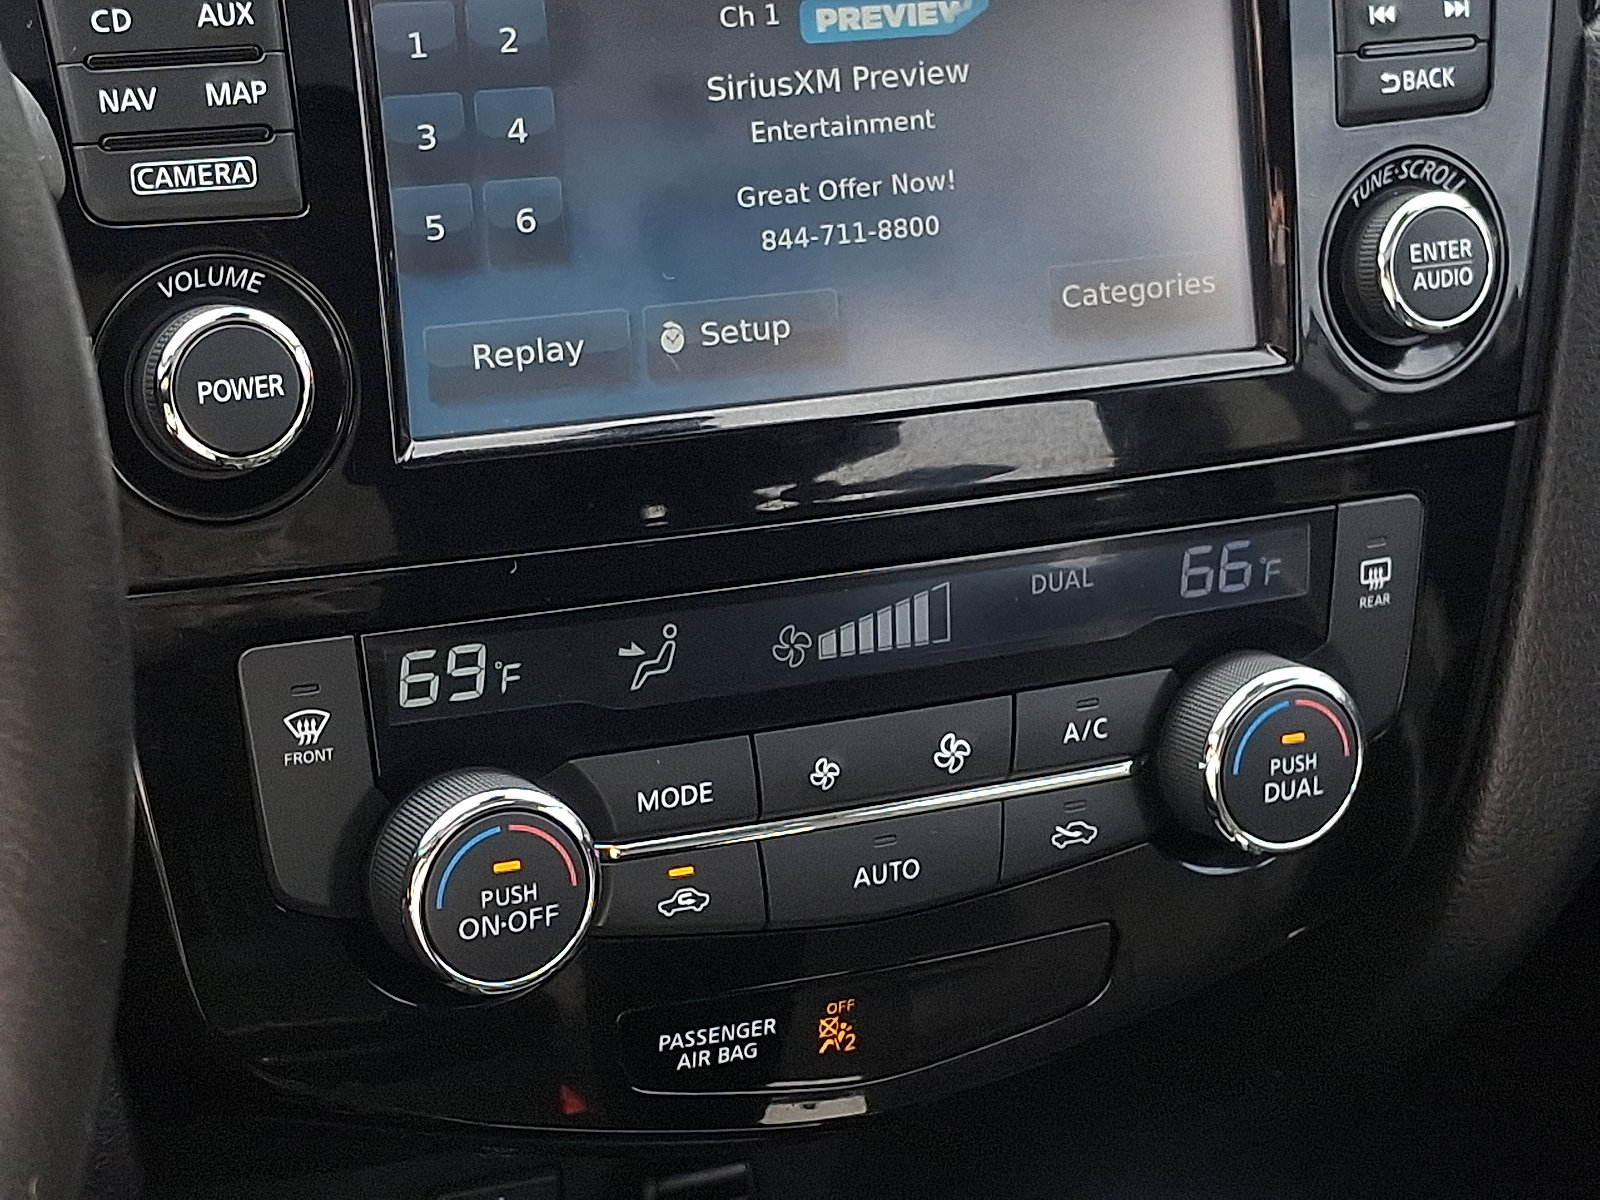 CD AUX
Ch 1 PREVIEW
1 2
NAV MAP
SiriusXM Preview
BACK
3 4
Entertainment
CAMERA
Great Offer Now!
TUNE·SCROLL
5 6
844-711-8800
ENTER
AUDIO
VOLUME
POWER
Categories
Replay
Setup
69°F
DUAL
66°F
REAR
FRONT
MODE
A/C
PUSH
DUAL
AUTO
PUSH
ON·OFF
PASSENGER
AIR BAG
OFF
2